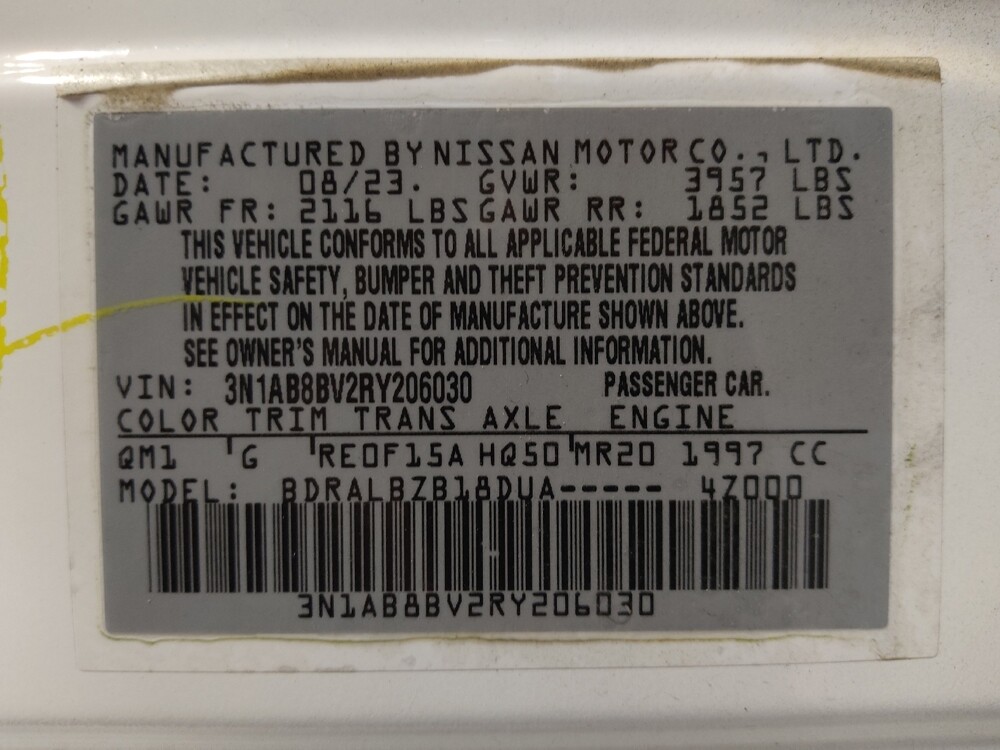 MANUFACTURED BY NISSAN MOTOR CO., LTD.
DATE: 08/23. GVWR: 3957 LBS
GAWR FR: 2116 LBS GAWR RR: 1852 LBS
THIS VEHICLE CONFORMS TO ALL APPLICABLE FEDERAL MOTOR
VEHICLE SAFETY, BUMPER AND THEFT PREVENTION STANDARDS
IN EFFECT ON THE DATE OF MANUFACTURE SHOWN ABOVE.
SEE OWNER'S MANUAL FOR ADDITIONAL INFORMATION.
VIN: 3N1AB8BV2RY206030 PASSENGER CAR.
COLOR TRIM TRANS AXLE ENGINE
QM1 G RE0F15A HQ50 MR20 1997 CC
MODEL: BDRALBZB18DUA----- 4Z000
3N1AB8BV2RY206030